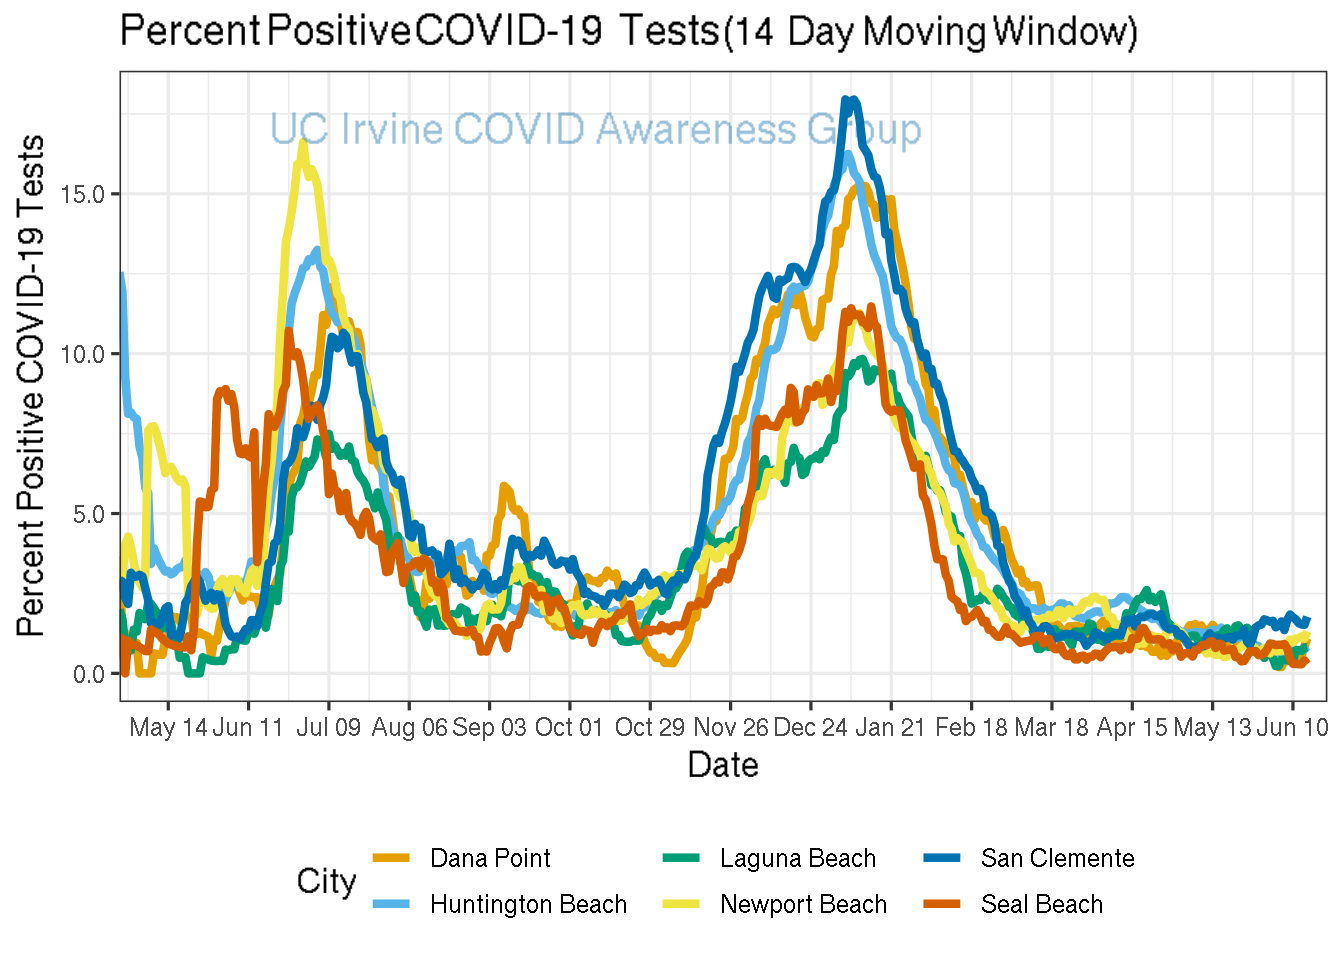 Percent Positive COVID-19 Tests(14 Day Moving Window)
UC Irvine COVID Awareness Group
Percent Positive COVID-19 Tests
15.0
10.0
5.0
0.0
May 14 Jun 11 Jul 09 Aug 06 Sep 03 Oct 01 Oct 29 Nov 26 Dec 24 Jan 21 Feb 18 Mar 18 Apr 15 May 13 Jun 10
Date
City
Dana Point Laguna Beach San Clemente
Huntington Beach Newport Beach Seal Beach